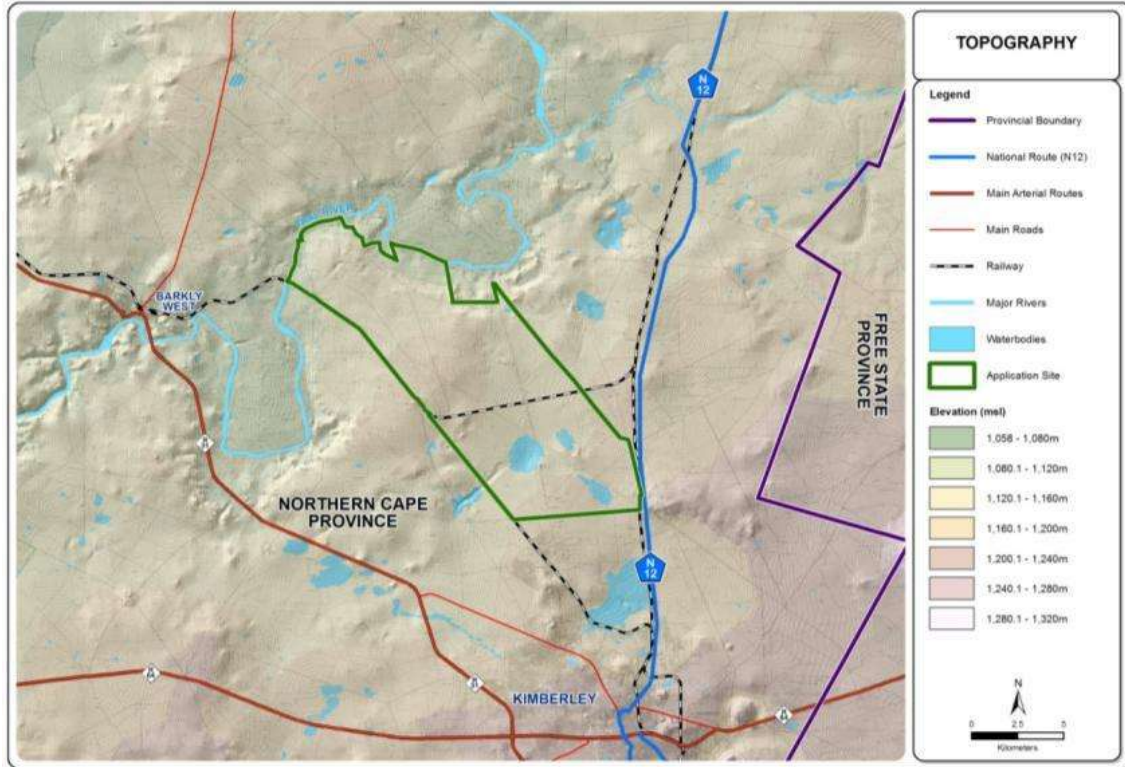 TOPOGRAPHY
Legend
Provincial Boundary
National Route (N12)
Main Arterial Routes
Main Roads
Railway
Major Rivers
Waterbodies
Application Site
Elevation (msl)
1,058 - 1,080m
1,080.1 - 1,120m
1,120.1 - 1,160m
1,160.1 - 1,200m
1,200.1 - 1,240m
1,240.1 - 1,280m
1,280.1 - 1,320m
N
0 2.5 5
Kilometers
N
12
RIVER
BARKLY
WEST
FREE STATE
PROVINCE
NORTHERN CAPE
PROVINCE
N
12
KIMBERLEY